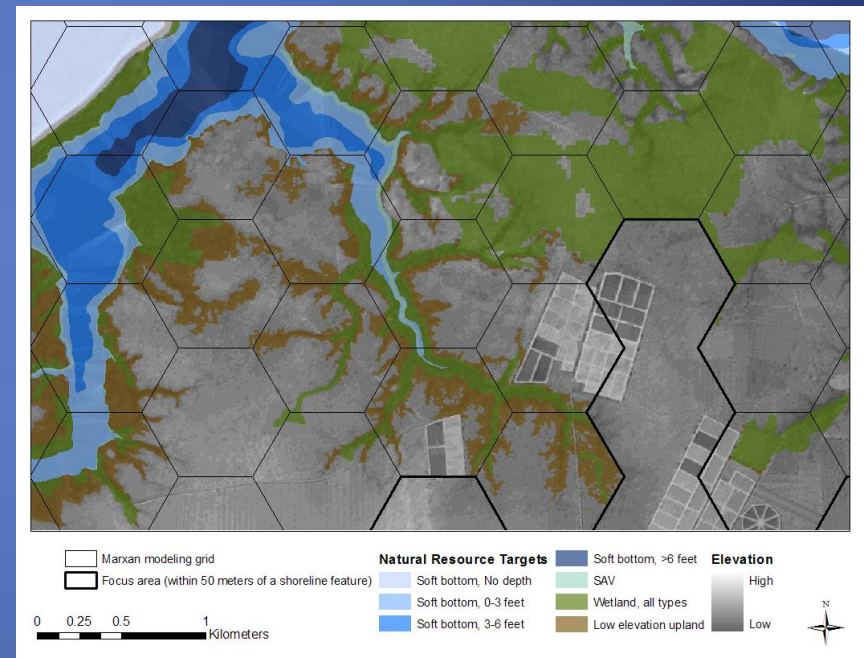 Marxan modeling grid
Focus area (within 50 meters of a shoreline feature)
0 0.25 0.5 1
Kilometers
Natural Resource Targets
Soft bottom, No depth
Soft bottom, 0-3 feet
Soft bottom, 3-6 feet
Soft bottom, >6 feet
SAV
Wetland, all types
Low elevation upland
Elevation
High
Low
N